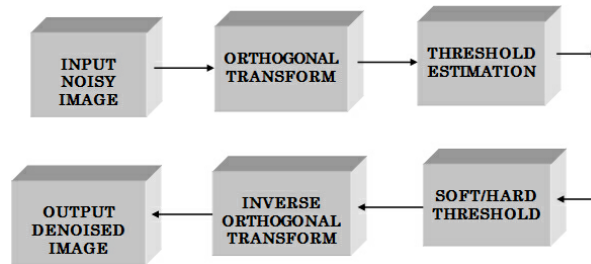 INPUT
NOISY
IMAGE
ORTHOGONAL
TRANSFORM
THRESHOLD
ESTIMATION
SOFT/HARD
THRESHOLD
INVERSE
ORTHOGONAL
TRANSFORM
OUTPUT
DENOISED
IMAGE